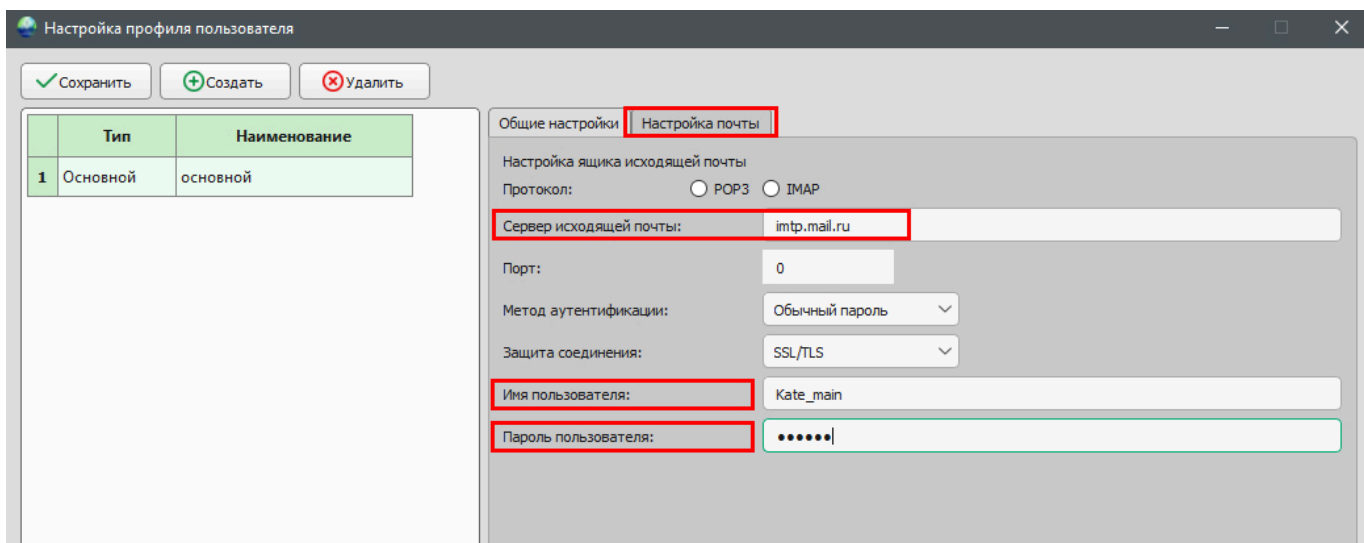 Настройка профиля пользователя
Сохранить Создать Удалить
Общие настройки Настройка почты
Тип Наименование
1 Основной основной
Настройка ящика исходящей почты
Протокол: POP3 IMAP
Сервер исходящей почты: imtp.mail.ru
Порт: 0
Метод аутентификации: Обычный пароль
Защита соединения: SSL/TLS
Имя пользователя: Kate_main
Пароль пользователя: ••••••